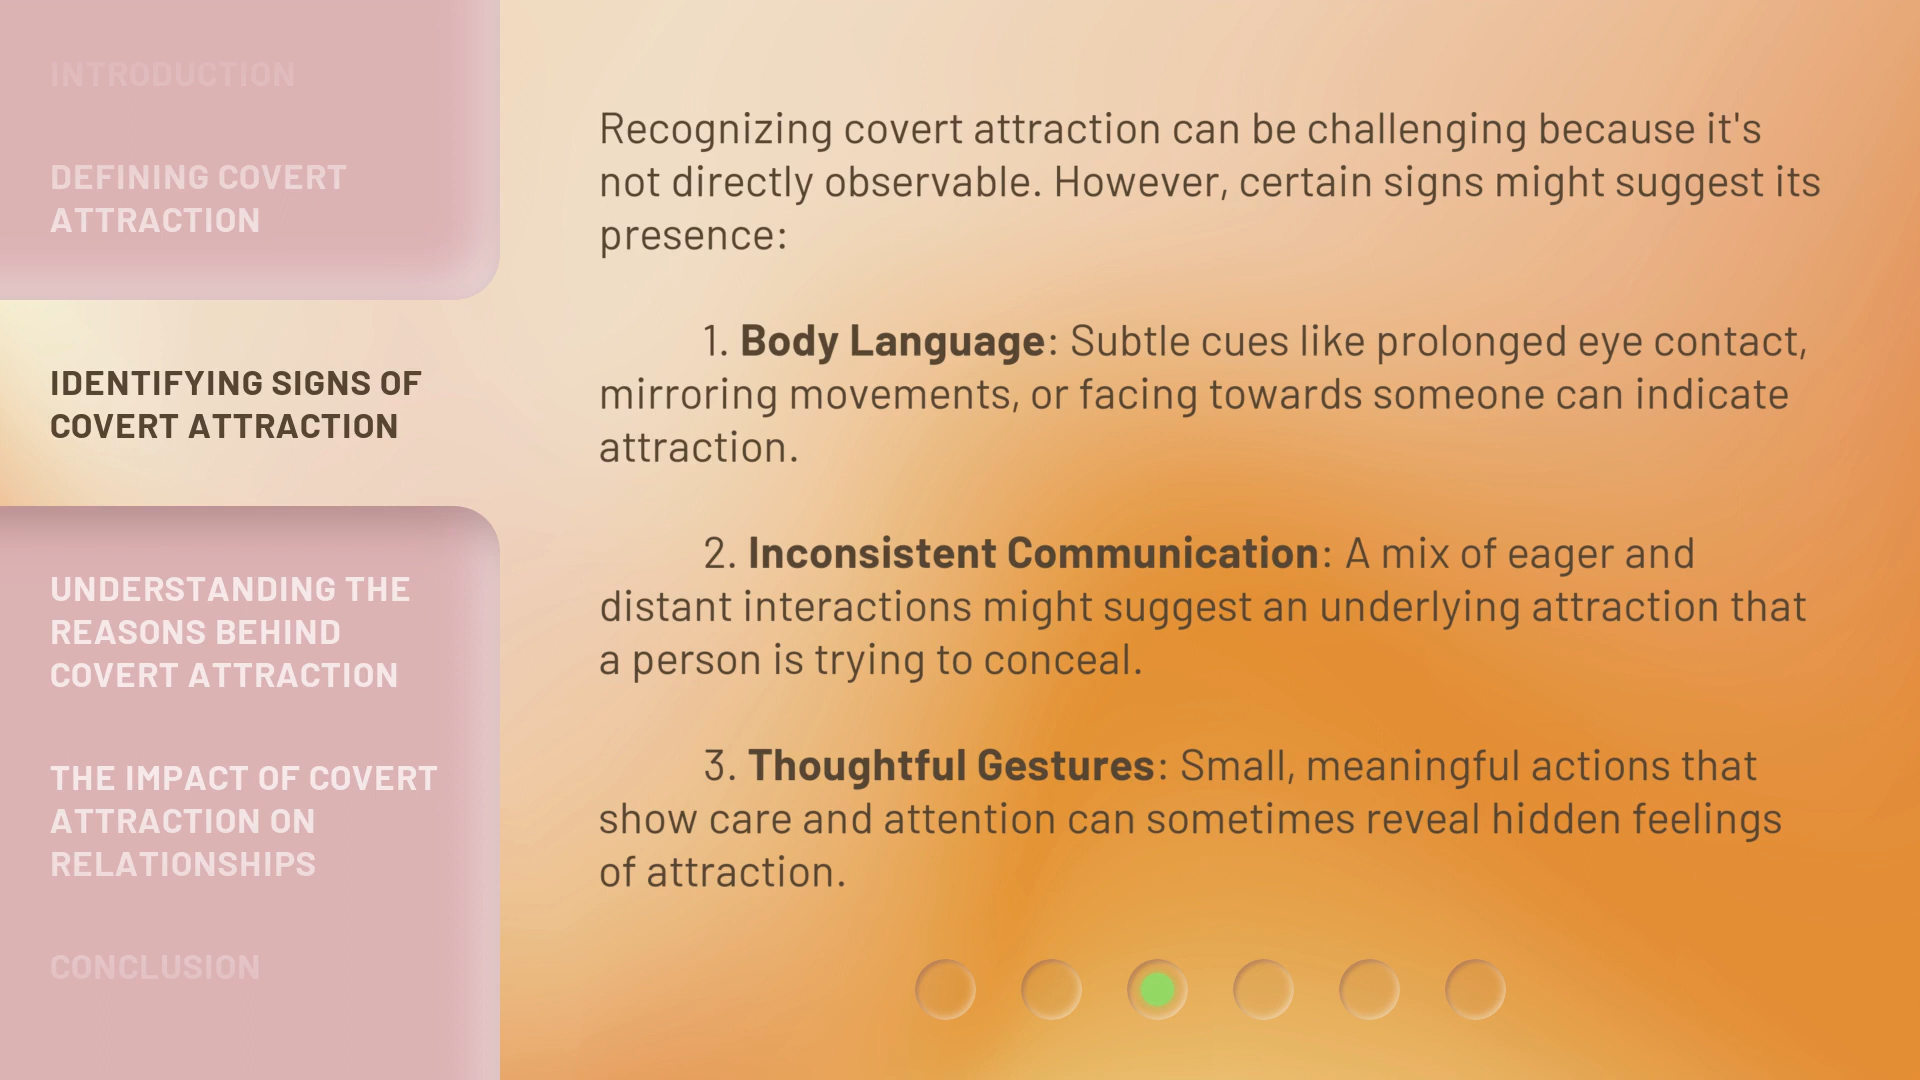 INTRODUCTION
DEFINING COVERT
ATTRACTION
IDENTIFYING SIGNS OF
COVERT ATTRACTION
UNDERSTANDING THE
REASONS BEHIND
COVERT ATTRACTION
THE IMPACT OF COVERT
ATTRACTION ON
RELATIONSHIPS
CONCLUSION
Recognizing covert attraction can be challenging because it's
not directly observable. However, certain signs might suggest its
presence:
1. Body Language: Subtle cues like prolonged eye contact,
mirroring movements, or facing towards someone can indicate
attraction.
2. Inconsistent Communication: A mix of eager and
distant interactions might suggest an underlying attraction that
a person is trying to conceal.
3. Thoughtful Gestures: Small, meaningful actions that
show care and attention can sometimes reveal hidden feelings
of attraction.